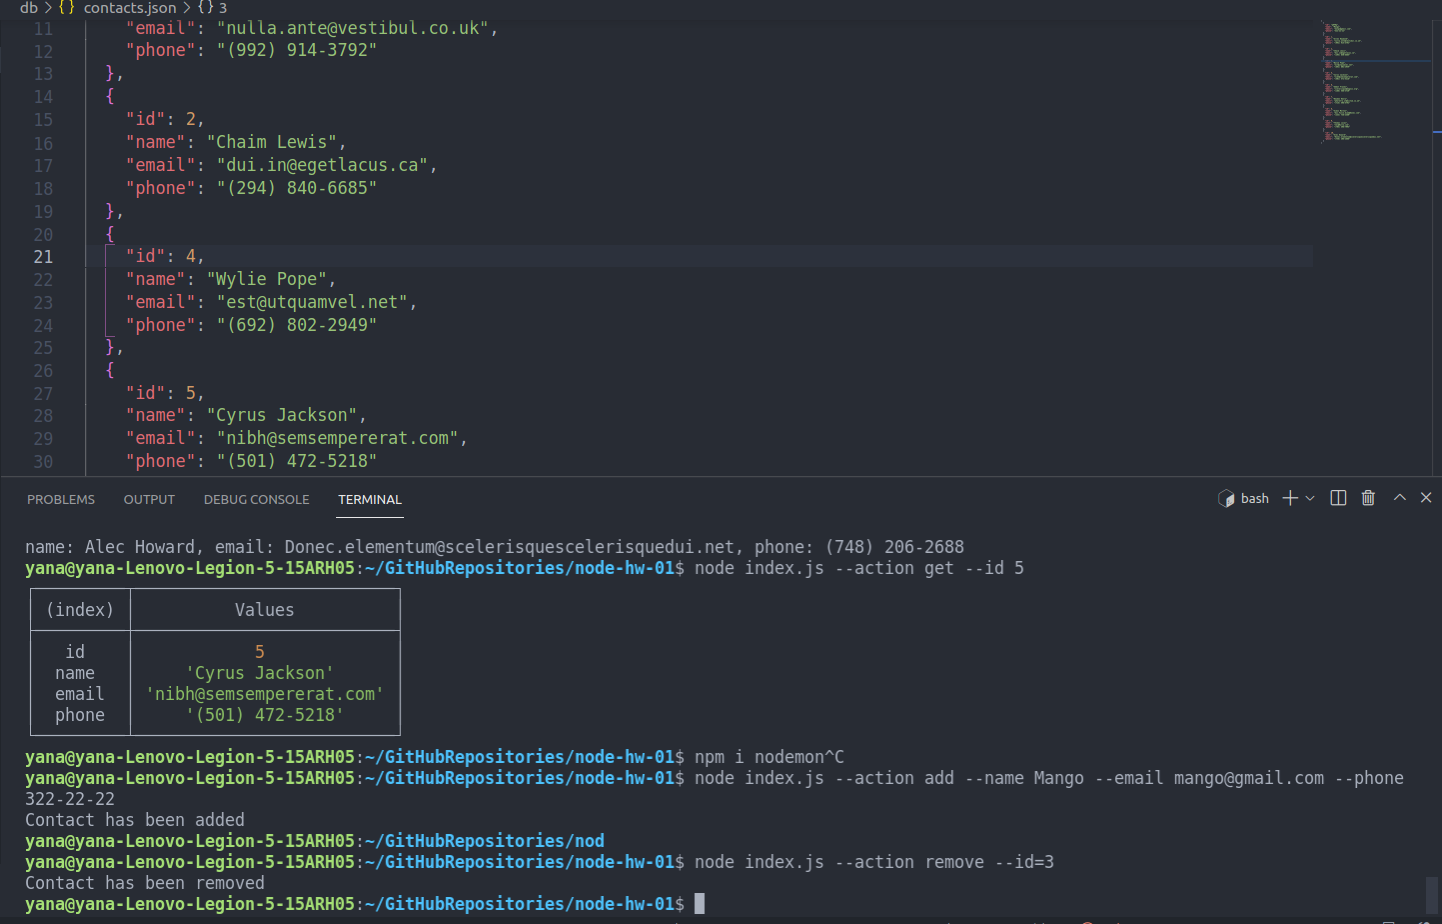 db > {} contacts.json > {} 3
11 "email": "nulla.ante@vestibul.co.uk",
12 "phone": "(992) 914-3792"
13 },
14 {
15 "id": 2,
16 "name": "Chaim Lewis",
17 "email": "dui.in@egetlacus.ca",
18 "phone": "(294) 840-6685"
19 },
20 {
21 "id": 4,
22 "name": "Wylie Pope",
23 "email": "est@utquamvel.net",
24 "phone": "(692) 802-2949"
25 },
26 {
27 "id": 5,
28 "name": "Cyrus Jackson",
29 "email": "nibh@semsempererat.com",
30 "phone": "(501) 472-5218"
PROBLEMS OUTPUT DEBUG CONSOLE TERMINAL bash
name: Alec Howard, email: Donec.elementum@scelerisquescelerisquedui.net, phone: (748) 206-2688
yana@yana-Lenovo-Legion-5-15ARH05:~/GitHubRepositories/node-hw-01$ node index.js --action get --id 5
(index) Values
id 5
name 'Cyrus Jackson'
email 'nibh@semsempererat.com'
phone '(501) 472-5218'
yana@yana-Lenovo-Legion-5-15ARH05:~/GitHubRepositories/node-hw-01$ npm i nodemon^C
yana@yana-Lenovo-Legion-5-15ARH05:~/GitHubRepositories/node-hw-01$ node index.js --action add --name Mango --email mango@gmail.com --phone
322-22-22
Contact has been added
yana@yana-Lenovo-Legion-5-15ARH05:~/GitHubRepositories/nod
yana@yana-Lenovo-Legion-5-15ARH05:~/GitHubRepositories/node-hw-01$ node index.js --action remove --id=3
Contact has been removed
yana@yana-Lenovo-Legion-5-15ARH05:~/GitHubRepositories/node-hw-01$